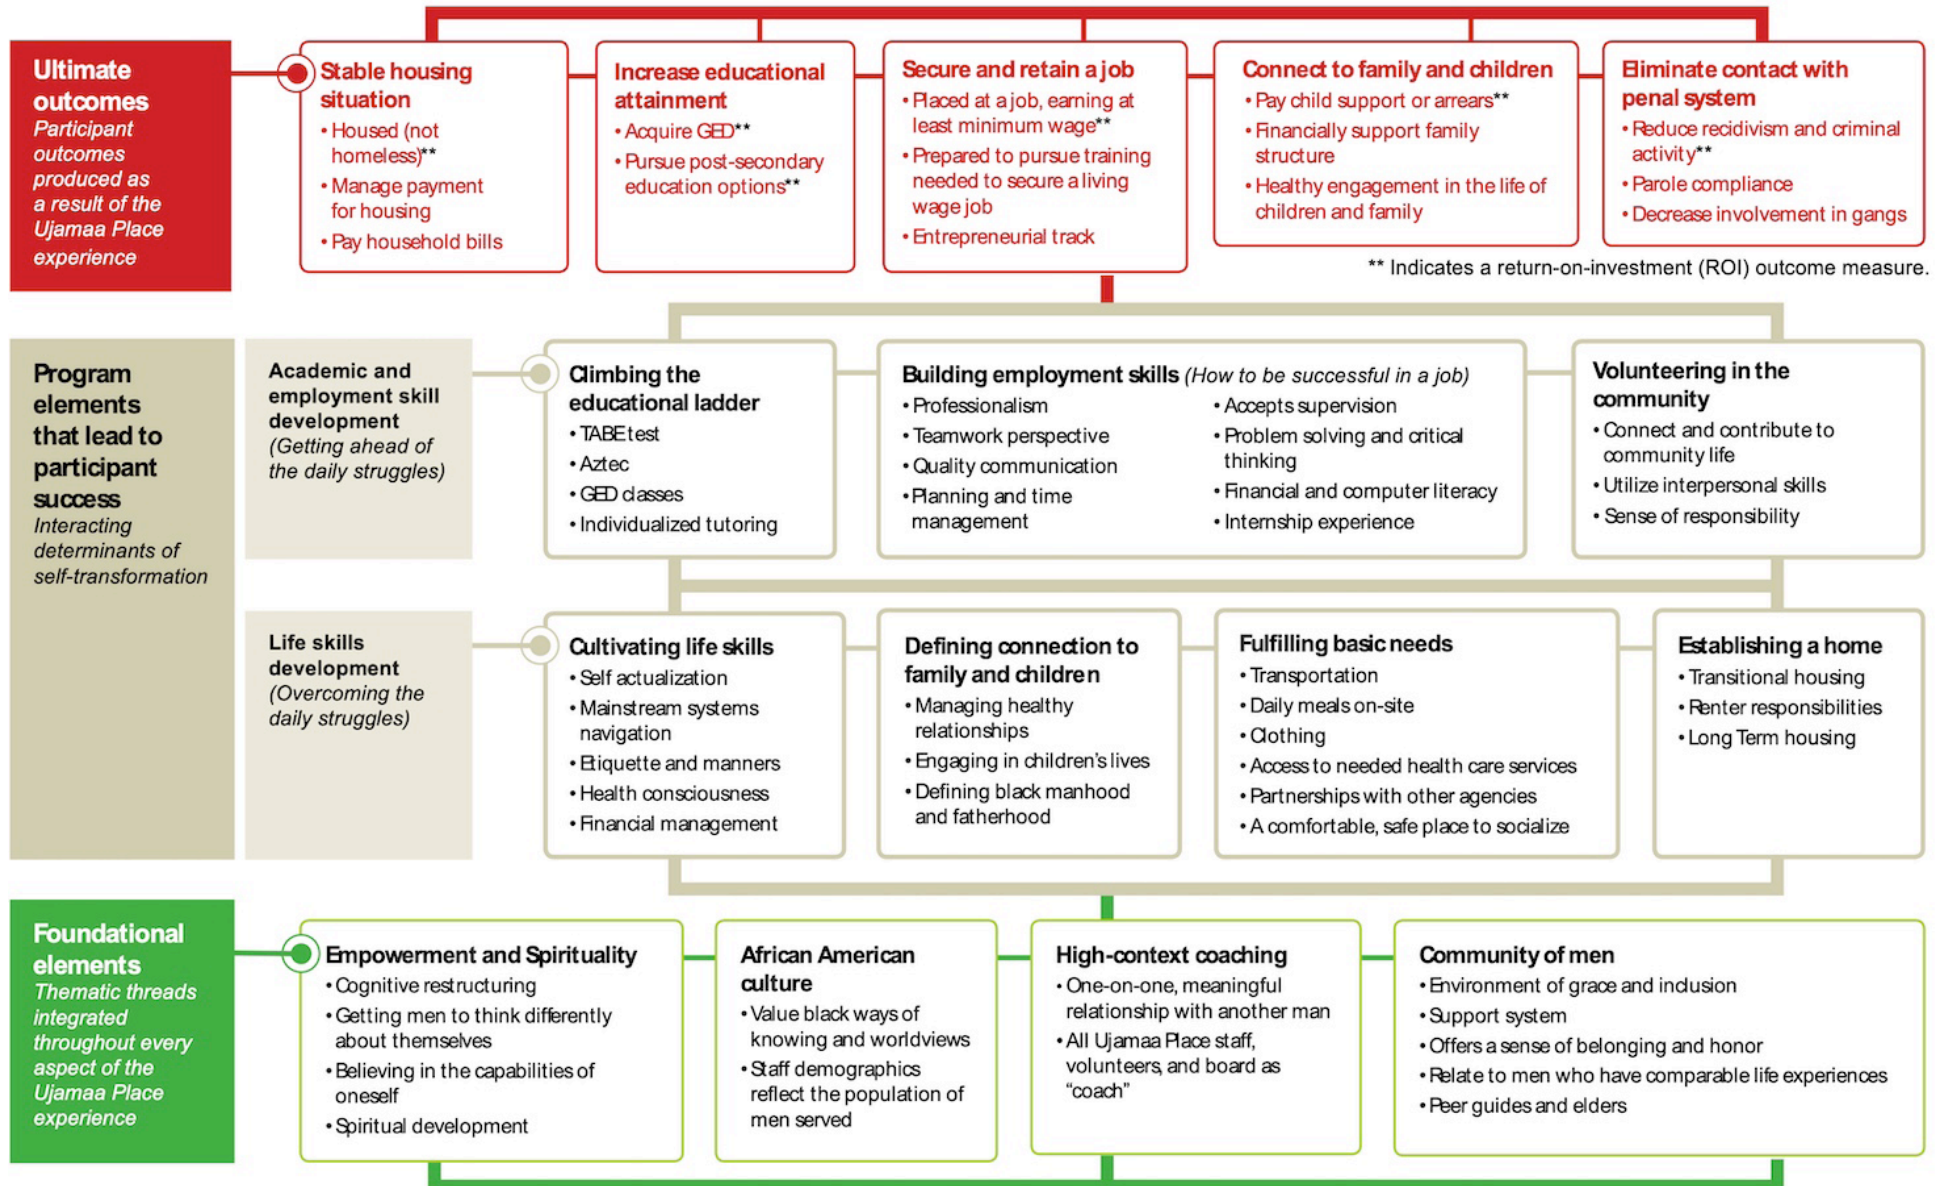 Ultimate
outcomes
Participant
outcomes
produced as
a result of the
Ujamaa Place
experience
Stable housing
situation
• Housed (not
homeless)**
• Manage payment
for housing
• Pay household bills
Increase educational
attainment
• Acquire GED**
• Pursue post-secondary
education options**
Secure and retain a job
• Placed at a job, earning at
least minimum wage**
• Prepared to pursue training
needed to secure a living
wage job
• Entrepreneurial track
Connect to family and children
• Pay child support or arrears**
• Financially support family
structure
• Healthy engagement in the life of
children and family
Eliminate contact with
penal system
• Reduce recidivism and criminal
activity**
• Parole compliance
• Decrease involvement in gangs
** Indicates a return-on-investment (ROI) outcome measure.
Program
elements
that lead to
participant
success
Interacting
determinants of
self-transformation
Academic and
employment skill
development
(Getting ahead of
the daily struggles)
Climbing the
educational ladder
• TABE test
• Aztec
• GED classes
• Individualized tutoring
Building employment skills (How to be successful in a job)
• Professionalism
• Teamwork perspective
• Quality communication
• Planning and time
management
• Accepts supervision
• Problem solving and critical
thinking
• Financial and computer literacy
• Internship experience
Volunteering in the
community
• Connect and contribute to
community life
• Utilize interpersonal skills
• Sense of responsibility
Life skills
development
(Overcoming the
daily struggles)
Cultivating life skills
• Self actualization
• Mainstream systems
navigation
• Etiquette and manners
• Health consciousness
• Financial management
Defining connection to
family and children
• Managing healthy
relationships
• Engaging in children's lives
• Defining black manhood
and fatherhood
Fulfilling basic needs
• Transportation
• Daily meals on-site
• Clothing
• Access to needed health care services
• Partnerships with other agencies
• A comfortable, safe place to socialize
Establishing a home
• Transitional housing
• Renter responsibilities
• Long Term housing
Foundational
elements
Thematic threads
integrated
throughout every
aspect of the
Ujamaa Place
experience
Empowerment and Spirituality
• Cognitive restructuring
• Getting men to think differently
about themselves
• Believing in the capabilities of
oneself
• Spiritual development
African American
culture
• Value black ways of
knowing and worldviews
• Staff demographics
reflect the population of
men served
High-context coaching
• One-on-one, meaningful
relationship with another man
• All Ujamaa Place staff,
volunteers, and board as
“coach”
Community of men
• Environment of grace and inclusion
• Support system
• Offers a sense of belonging and honor
• Relate to men who have comparable life experiences
• Peer guides and elders